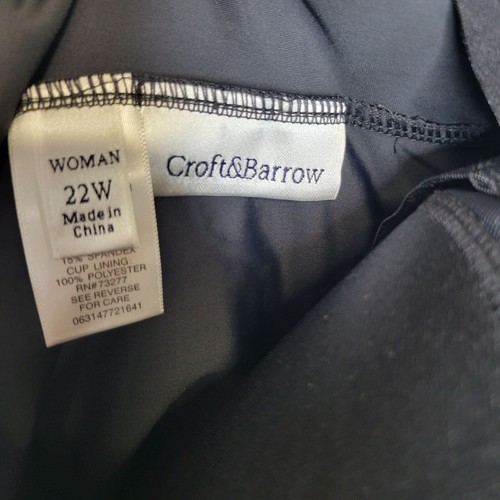 WOMAN
22W
Made in
China
Croft&Barrow
15% SPANDEX
CUP LINING:
100% POLYESTER
RN#73277
SEE REVERSE
FOR CARE
063147721641